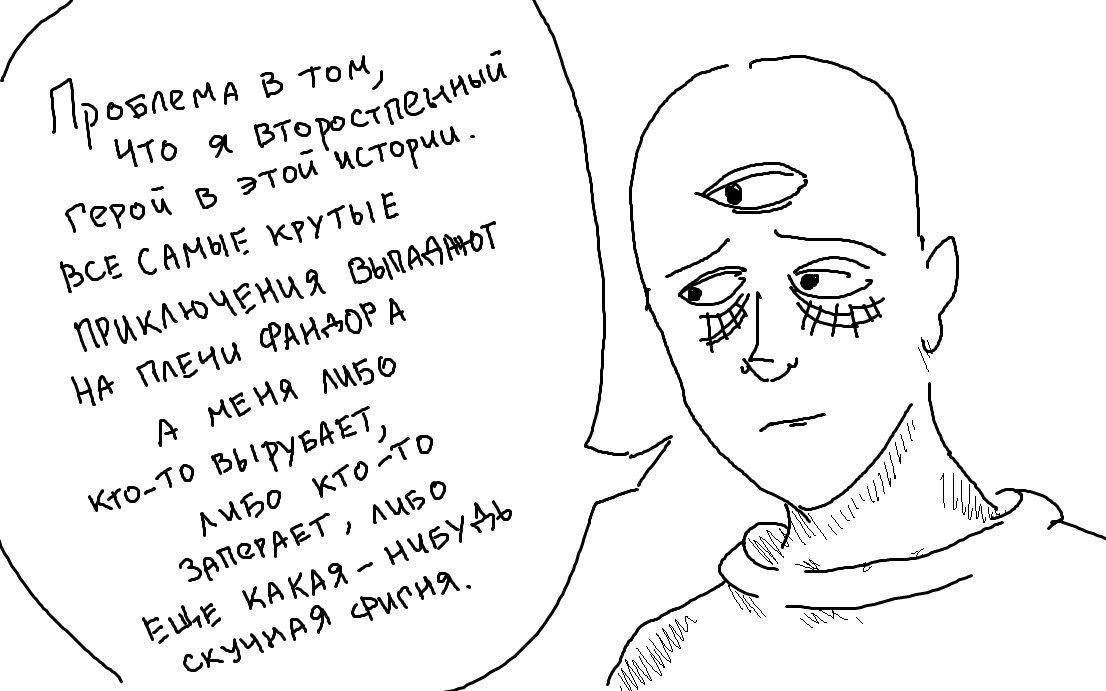 Проблема в том,
что я второстпенный
герой в этой истории.
Все самые крутые
приключения выпадают
на плечи Фандора
а меня либо
кто-то вырубает,
либо кто-то
заперает, либо
еще какая-нибудь
скучная фигня.